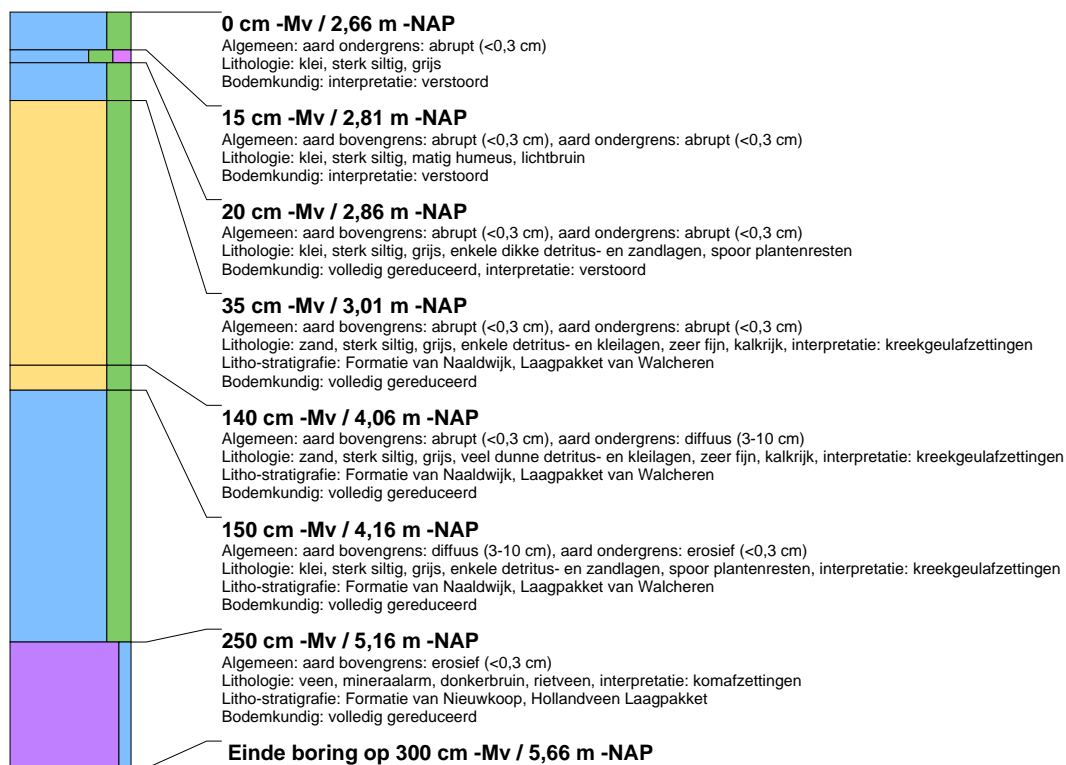 0 cm -Mv / 2,66 m -NAP
Algemeen: aard ondergrens: abrupt (<0,3 cm)
Lithologie: klei, sterk siltig, grijs
Bodemkundig: interpretatie: verstoord
15 cm -Mv / 2,81 m -NAP
Algemeen: aard bovengrens: abrupt (<0,3 cm), aard ondergrens: abrupt (<0,3 cm)
Lithologie: klei, sterk siltig, matig humeus, lichtbruin
Bodemkundig: interpretatie: verstoord
20 cm -Mv / 2,86 m -NAP
Algemeen: aard bovengrens: abrupt (<0,3 cm), aard ondergrens: abrupt (<0,3 cm)
Lithologie: klei, sterk siltig, grijs, enkele dikke detritus- en zandlagen, spoor plantenresten
Bodemkundig: volledig gereduceerd, interpretatie: verstoord
35 cm -Mv / 3,01 m -NAP
Algemeen: aard bovengrens: abrupt (<0,3 cm), aard ondergrens: abrupt (<0,3 cm)
Lithologie: zand, sterk siltig, grijs, enkele detritus- en kleilagen, zeer fijn, kalkrijk, interpretatie: kreekgeulafzettingen
Litho-stratigrafie: Formatie van Naaldwijk, Laagpakket van Walcheren
Bodemkundig: volledig gereduceerd
140 cm -Mv / 4,06 m -NAP
Algemeen: aard bovengrens: abrupt (<0,3 cm), aard ondergrens: diffuus (3-10 cm)
Lithologie: zand, sterk siltig, grijs, veel dunne detritus- en kleilagen, zeer fijn, kalkrijk, interpretatie: kreekgeulafzettingen
Litho-stratigrafie: Formatie van Naaldwijk, Laagpakket van Walcheren
Bodemkundig: volledig gereduceerd
150 cm -Mv / 4,16 m -NAP
Algemeen: aard bovengrens: diffuus (3-10 cm), aard ondergrens: erosief (<0,3 cm)
Lithologie: klei, sterk siltig, grijs, enkele detritus- en zandlagen, spoor plantenresten, interpretatie: kreekgeulafzettingen
Litho-stratigrafie: Formatie van Naaldwijk, Laagpakket van Walcheren
Bodemkundig: volledig gereduceerd
250 cm -Mv / 5,16 m -NAP
Algemeen: aard bovengrens: erosief (<0,3 cm)
Lithologie: veen, mineraalarm, donkerbruin, rietveen, interpretatie: komafzettingen
Litho-stratigrafie: Formatie van Nieuwkoop, Hollandveen Laagpakket
Bodemkundig: volledig gereduceerd
Einde boring op 300 cm -Mv / 5,66 m -NAP